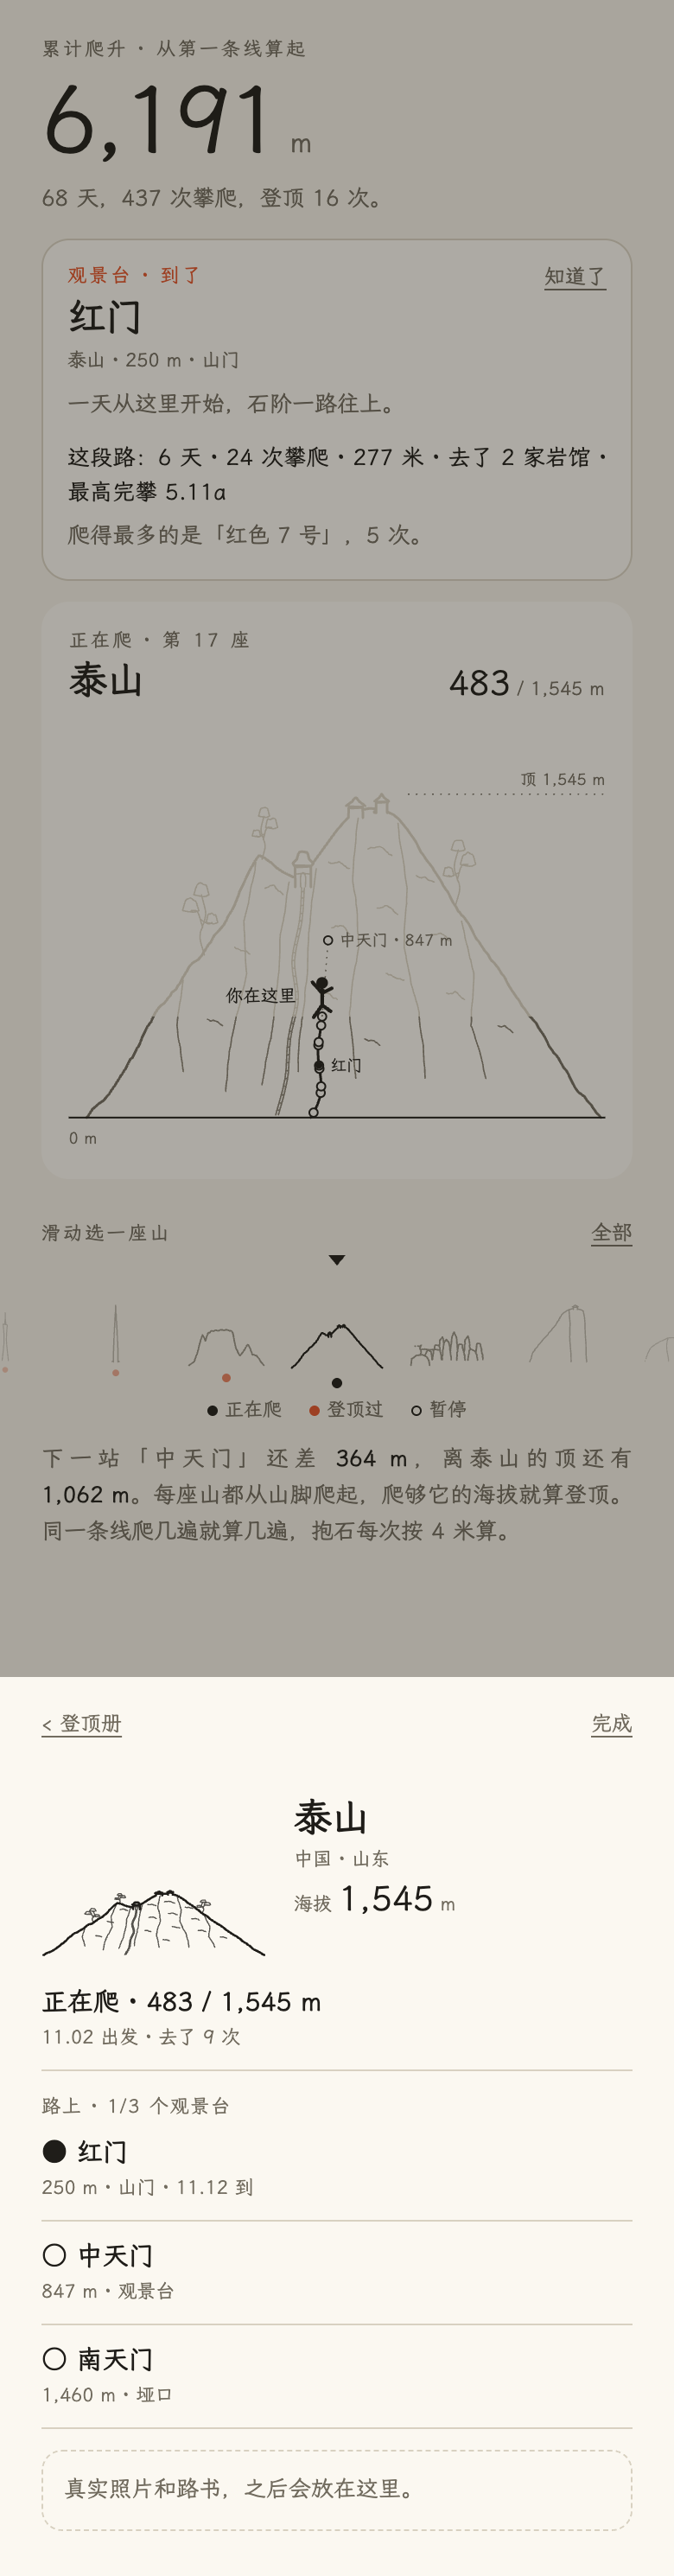 累计爬升 · 从第一条线算起
6,191 m
68 天，437 次攀爬，登顶 16 次。
观景台 · 到了
知道了
红门
泰山 · 250 m · 山门
一天从这里开始，石阶一路往上。
这段路：6 天 · 24 次攀爬 · 277 米 · 去了 2 家岩馆 ·
最高完攀 5.11a
爬得最多的是「红色 7 号」，5 次。
正在爬 · 第 17 座
泰山
483 / 1,545 m
顶 1,545 m
中天门 · 847 m
你在这里
红门
0 m
滑动选一座山
全部
正在爬 登顶过 暂停
下一站「中天门」还差 364 m，离泰山的顶还有
1,062 m。每座山都从山脚爬起，爬够它的海拔就算登顶。
同一条线爬几遍就算几遍，抱石每次按 4 米算。
< 登顶册
完成
泰山
中国 · 山东
海拔 1,545 m
正在爬 · 483 / 1,545 m
11.02 出发 · 去了 9 次
路上 · 1/3 个观景台
红门
250 m · 山门 · 11.12 到
中天门
847 m · 观景台
南天门
1,460 m · 垭口
真实照片和路书，之后会放在这里。